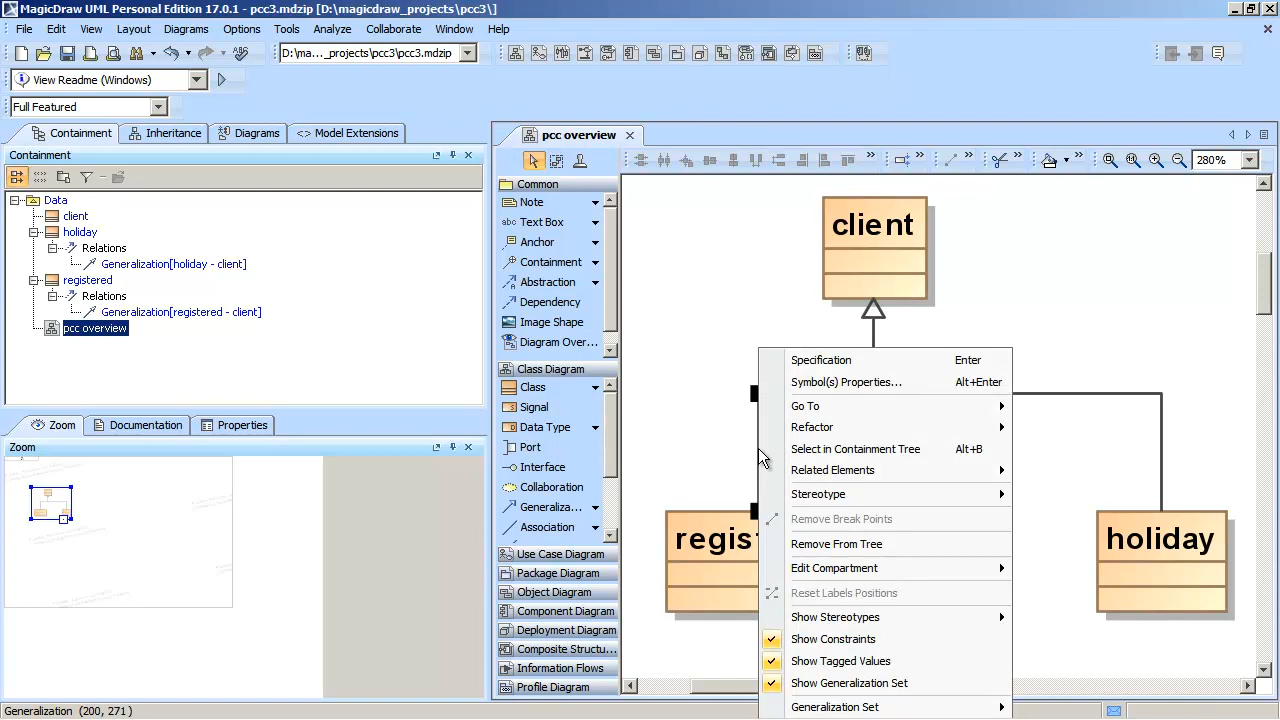 MagicDraw UML Personal Edition 17.0.1 - pcc3.mdzip [D:\magicdraw_projects\pcc3\]
File Edit View Layout Diagrams Options Tools Analyze Collaborate Window Help
D:\ma..._projects\pcc3\pcc3.mdzip
View Readme (Windows)
Full Featured
Containment Inheritance Diagrams Model Extensions
Containment
Data
client
holiday
Relations
Generalization[holiday - client]
registered
Relations
Generalization[registered - client]
pcc overview
Zoom Documentation Properties
Zoom
Generalization (200, 271)
pcc overview
280%
Common
Note
Text Box
Anchor
Containment
Abstraction
Dependency
Image Shape
Diagram Over...
Class Diagram
Class
Signal
Data Type
Port
Interface
Collaboration
Generaliza...
Association
Use Case Diagram
Package Diagram
Object Diagram
Component Diagram
Deployment Diagram
Composite Structu...
Information Flows
Profile Diagram
client
regis
holiday
Specification Enter
Symbol(s) Properties... Alt+Enter
Go To
Refactor
Select in Containment Tree Alt+B
Related Elements
Stereotype
Remove Break Points
Remove From Tree
Edit Compartment
Reset Labels Positions
Show Stereotypes
Show Constraints
Show Tagged Values
Show Generalization Set
Generalization Set